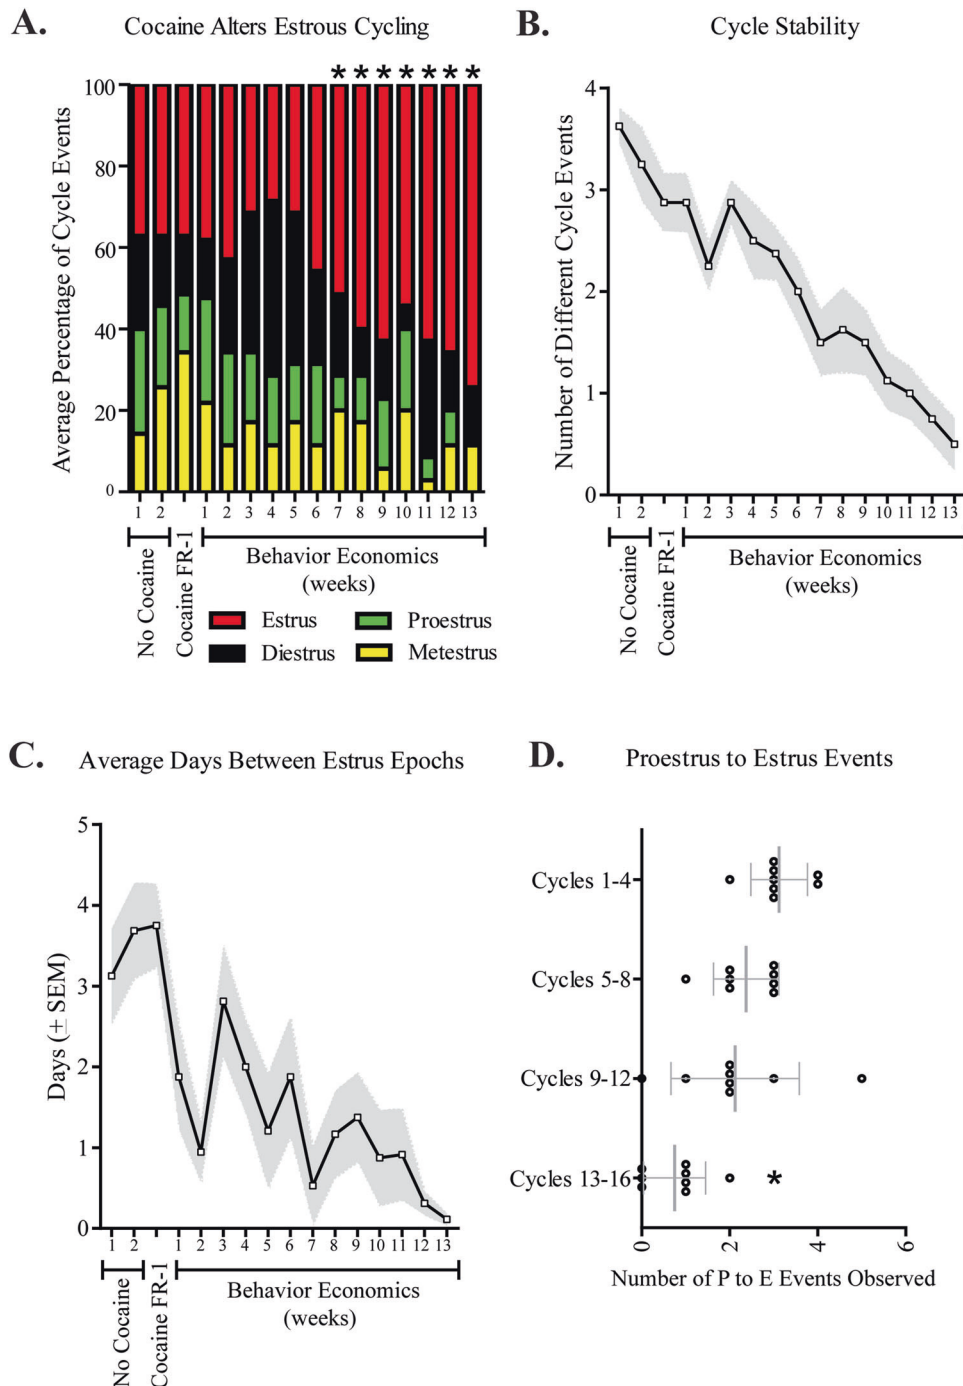 A. Cocaine Alters Estrous Cycling
* * * * * * *
Average Percentage of Cycle Events
100
80
60
40
20
0
1 2 1 2 3 4 5 6 7 8 9 10 11 12 13
No Cocaine
Cocaine FR-1
Behavior Economics
(weeks)
Estrus
Proestrus
Diestrus
Metestrus
B. Cycle Stability
Number of Different Cycle Events
4
3
2
1
0
1 2 1 2 3 4 5 6 7 8 9 10 11 12 13
No Cocaine
Cocaine FR-1
Behavior Economics
(weeks)
C. Average Days Between Estrus Epochs
Days (± SEM)
5
4
3
2
1
0
1 2 1 2 3 4 5 6 7 8 9 10 11 12 13
No Cocaine
Cocaine FR-1
Behavior Economics
(weeks)
D. Proestrus to Estrus Events
Cycles 1-4
Cycles 5-8
Cycles 9-12
Cycles 13-16
*
0 2 4 6
Number of P to E Events Observed